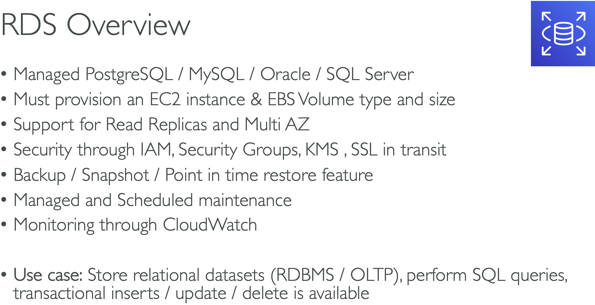 RDS Overview
• Managed PostgreSQL / MySQL / Oracle / SQL Server
• Must provision an EC2 instance & EBS Volume type and size
• Support for Read Replicas and Multi AZ
• Security through IAM, Security Groups, KMS , SSL in transit
• Backup / Snapshot / Point in time restore feature
• Managed and Scheduled maintenance
• Monitoring through CloudWatch
• Use case: Store relational datasets (RDBMS / OLTP), perform SQL queries,
transactional inserts / update / delete is available